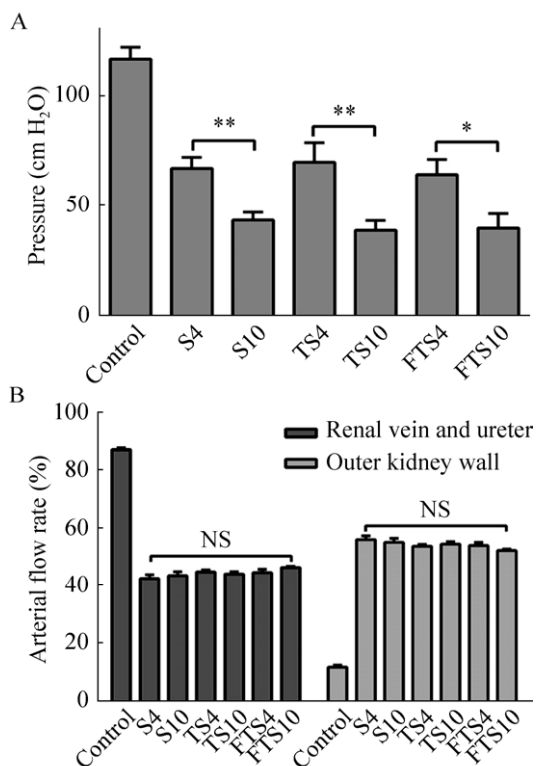 A
Pressure (cm H₂O)
100
50
0
**
**
*
Control
S4
S10
TS4
TS10
FTS4
FTS10
B
Arterial flow rate (%)
100
80
60
40
20
0
Renal vein and ureter
Outer kidney wall
NS
NS
Control
S4
S10
TS4
TS10
FTS4
FTS10
Control
S4
S10
TS4
TS10
FTS4
FTS10